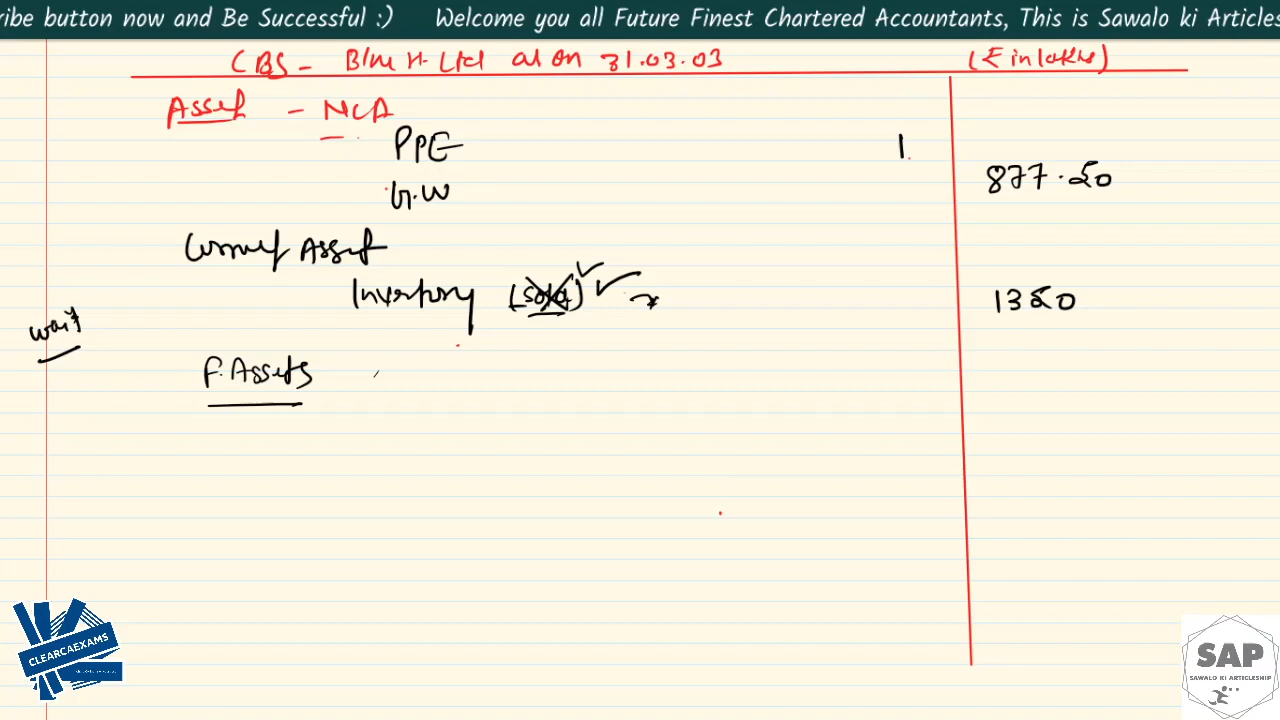 ribe button now and Be Successful :) Welcome you all Future Finest Chartered Accountants, This is Sawalo ki Articles
CBS - Blue H. Ltd as on 31.03.03 (₹ in lakhs)
Asset - NCA
PPE 1
877.50
G.W
Current Asset
Inventory 1350
wait
F. Assets
CLEARCAEXAMS
SAP
SAWALO KI ARTICLESHIP